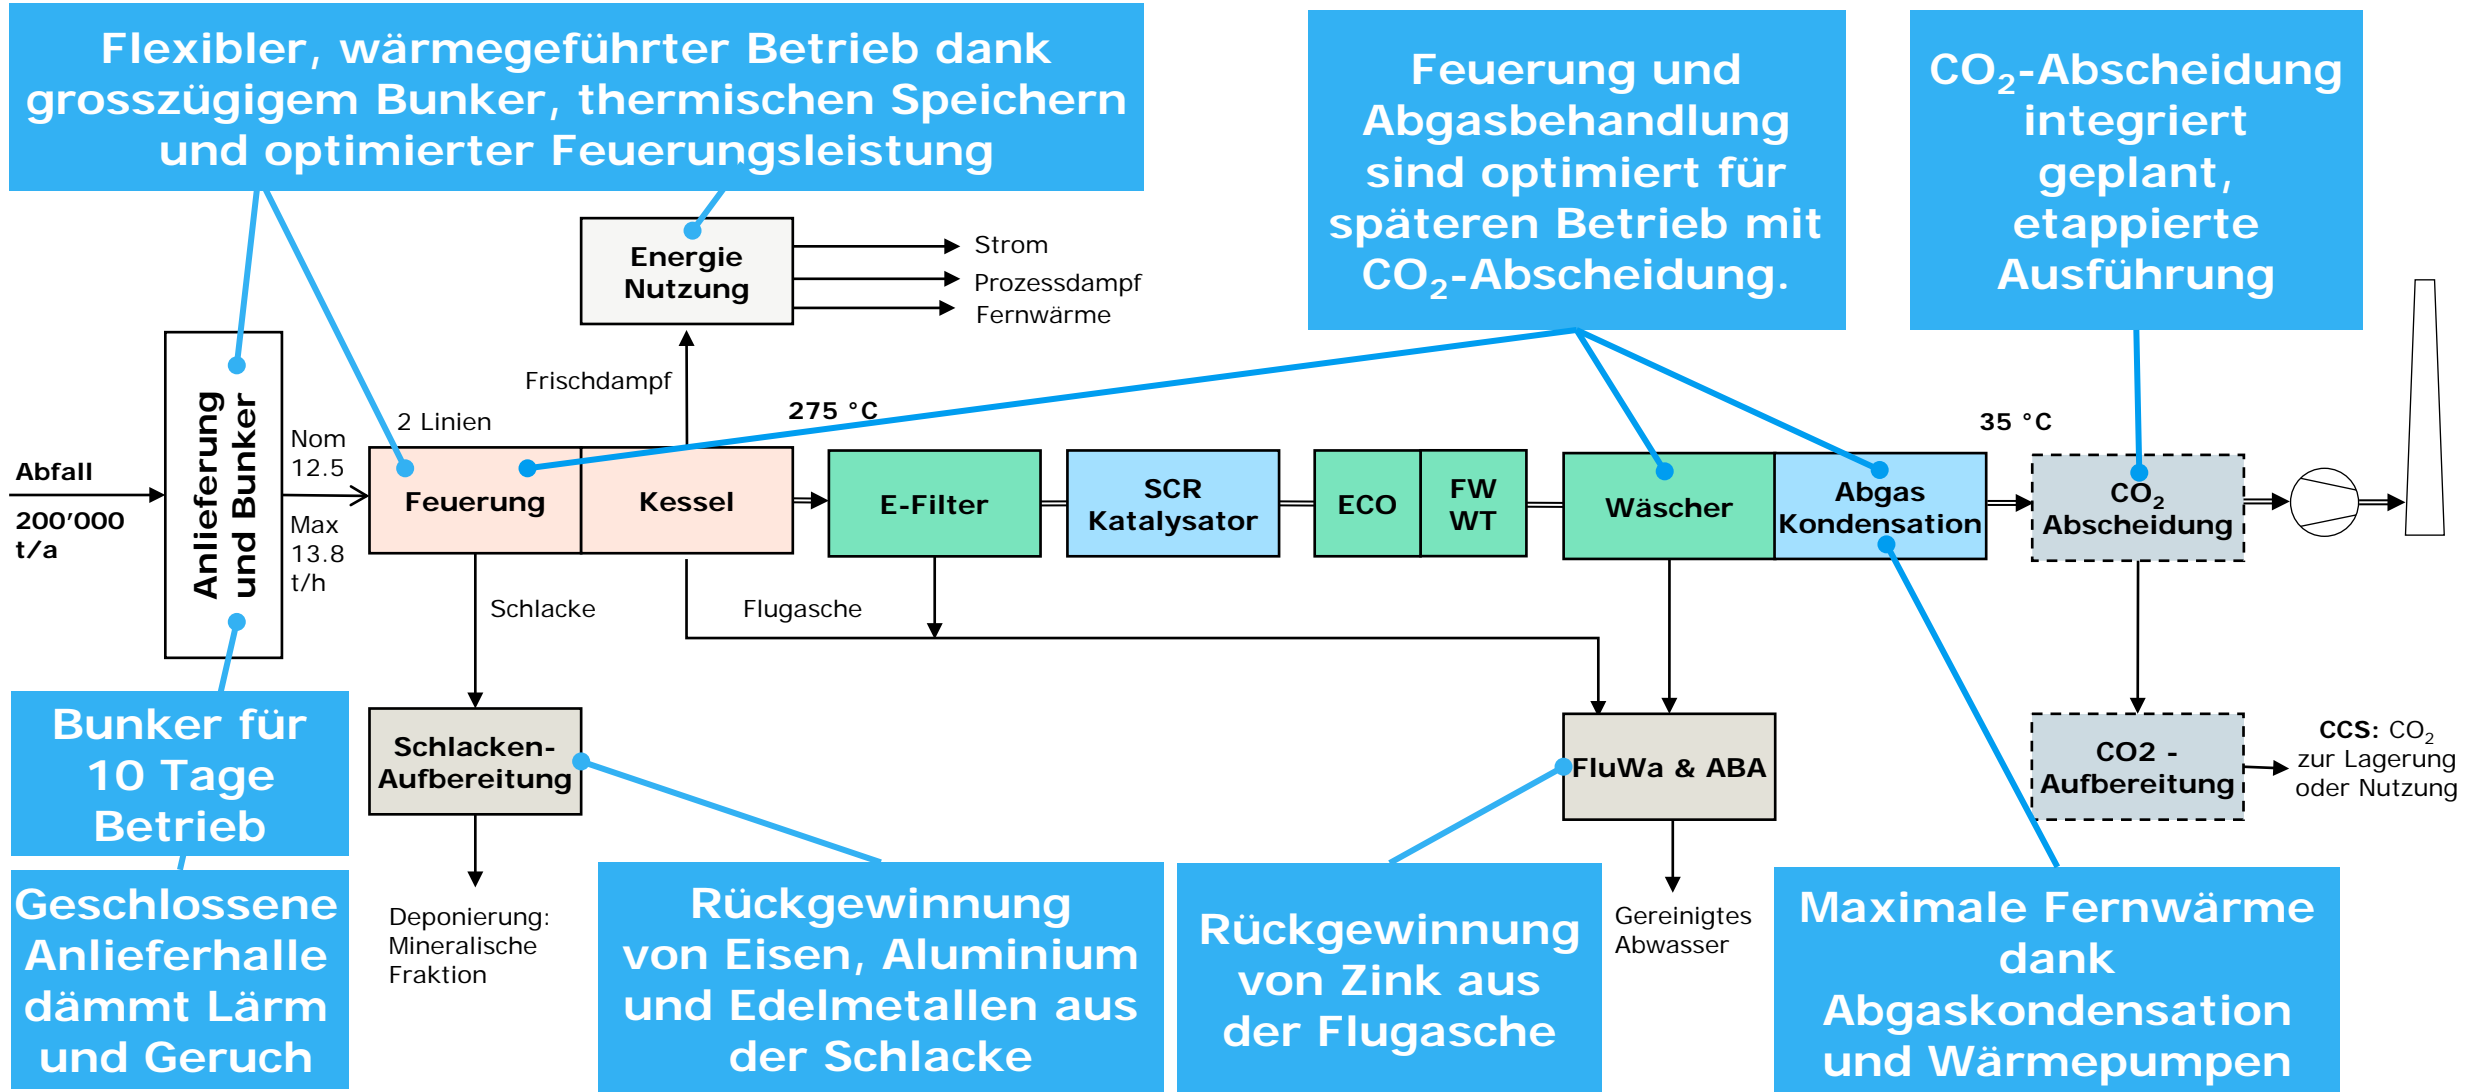 Flexibler, wärmegeführter Betrieb dank
grosszügigem Bunker, thermischen Speichern
und optimierter Feuerungsleistung
Feuerung und
Abgasbehandlung
sind optimiert für
späteren Betrieb mit
CO₂-Abscheidung.
CO₂-Abscheidung
integriert
geplant,
etappierte
Ausführung
Energie
Nutzung
Strom
Prozessdampf
Fernwärme
Frischdampf
Abfall
200'000
t/a
Anlieferung
und Bunker
Nom
12.5
Max
13.8
t/h
2 Linien
Feuerung
Kessel
275 °C
E-Filter
SCR
Katalysator
ECO
FW
WT
Wäscher
Abgas
Kondensation
35 °C
CO₂
Abscheidung
Schlacke
Flugasche
Schlacken-
Aufbereitung
FluWa & ABA
CO2 -
Aufbereitung
CCS: CO₂
zur Lagerung
oder Nutzung
Bunker für
10 Tage
Betrieb
Geschlossene
Anlieferhalle
dämmt Lärm
und Geruch
Deponierung:
Mineralische
Fraktion
Rückgewinnung
von Eisen, Aluminium
und Edelmetallen aus
der Schlacke
Rückgewinnung
von Zink aus
der Flugasche
Gereinigtes
Abwasser
Maximale Fernwärme
dank
Abgaskondensation
und Wärmepumpen